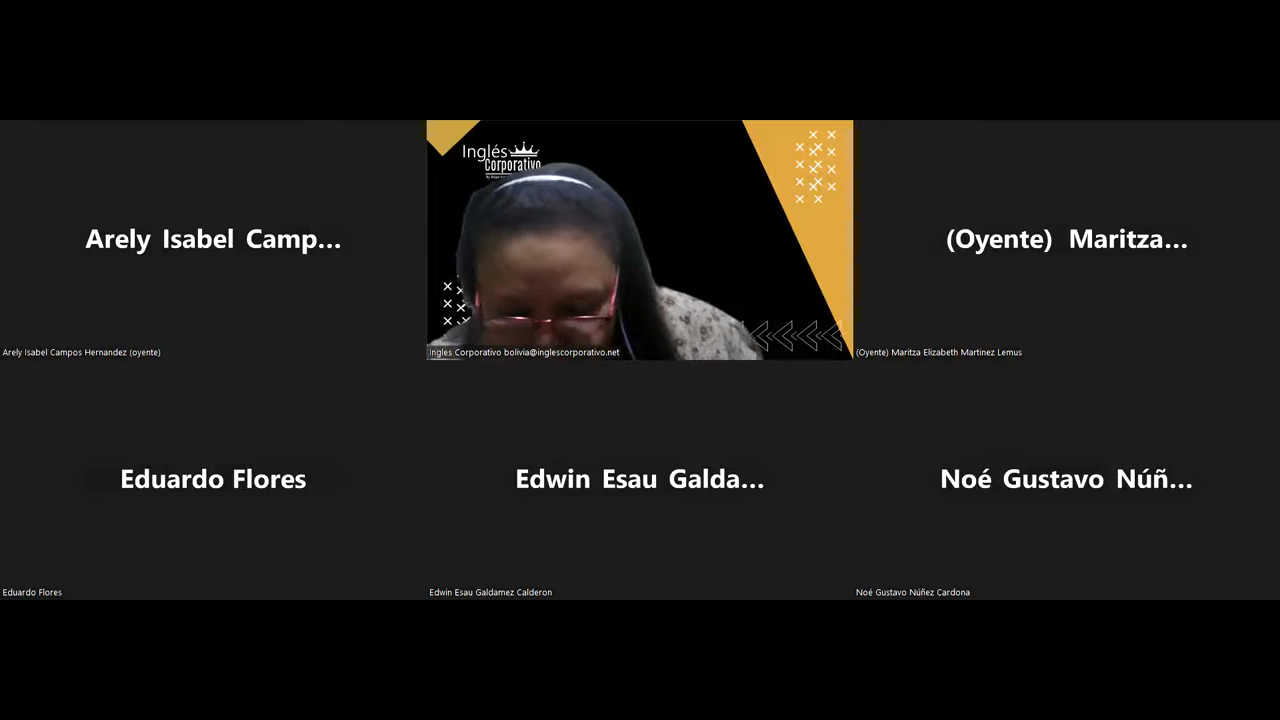 Arely Isabel Camp...
Arely Isabel Campos Hernandez (oyente)
Inglés
Corporativo
Ingles Corporativo bolivia@inglescorporativo.net
(Oyente) Maritza...
(Oyente) Maritza Elizabeth Martinez Lemus
Eduardo Flores
Eduardo Flores
Edwin Esau Galda...
Edwin Esau Galdamez Calderon
Noé Gustavo Núñ...
Noé Gustavo Núñez Cardona